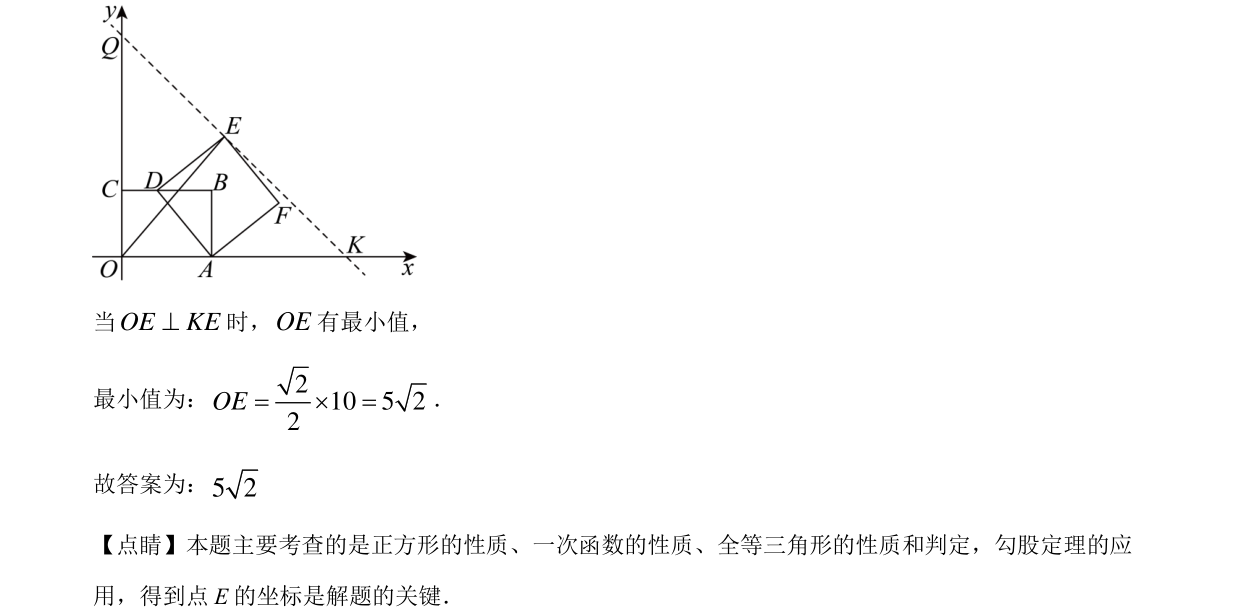 y
Q
E
C D B
F
K
O A x
当 OE ⊥ KE 时， OE 有最小值，
最小值为： OE = √2/2 ×10 = 5√2 .
故答案为： 5√2
【点睛】本题主要考查的是正方形的性质、一次函数的性质、全等三角形的性质和判定，勾股定理的应
用，得到点 E 的坐标是解题的关键．